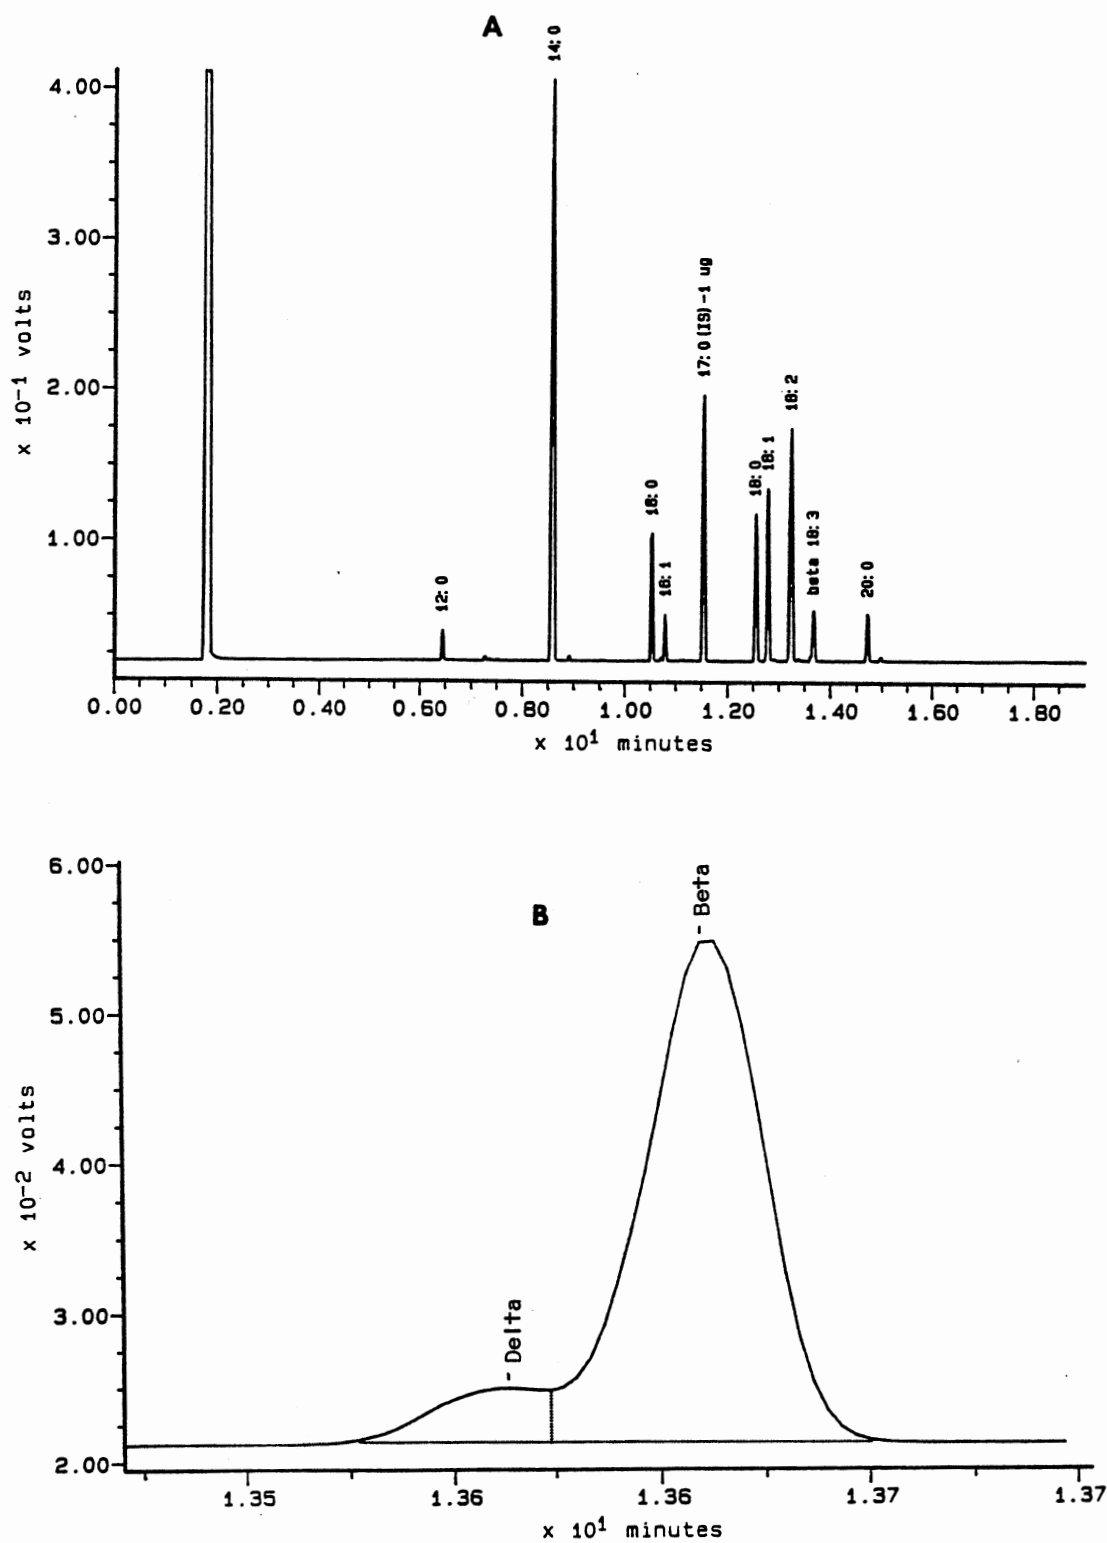 A
14:0
4.00
3.00
17:0(IS)-1 ug
x 10-1 volts
2.00
18:2
18:1
18:0
16:0
1.00
beta 18:3
16:1
20:0
12:0
0.00 0.20 0.40 0.60 0.80 1.00 1.20 1.40 1.60 1.80
x 10¹ minutes
6.00
- Beta
B
5.00
x 10-2 volts
4.00
3.00
- Delta
2.00
1.35 1.36 1.36 1.37 1.37
x 10¹ minutes